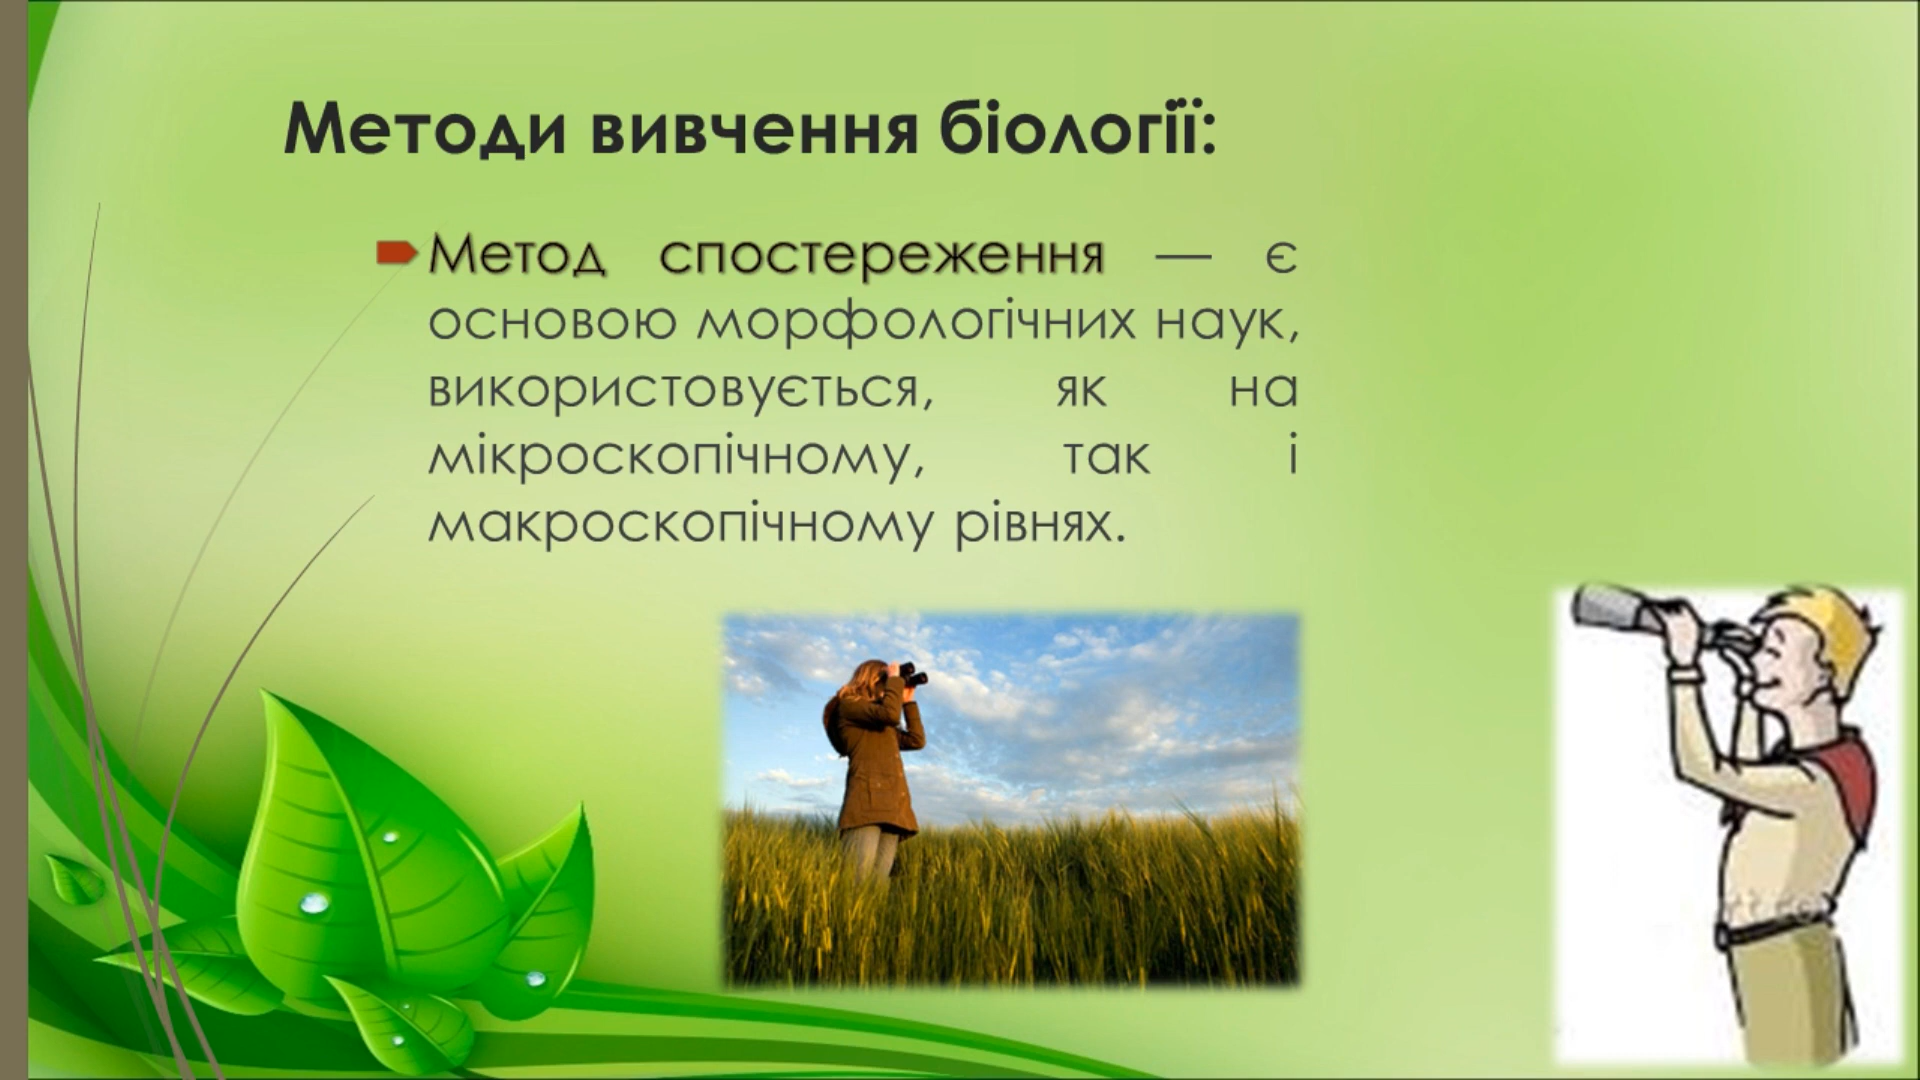 Методи вивчення біології:
Метод спостереження — є
основою морфологічних наук,
використовується, як на
мікроскопічному, так і
макроскопічному рівнях.